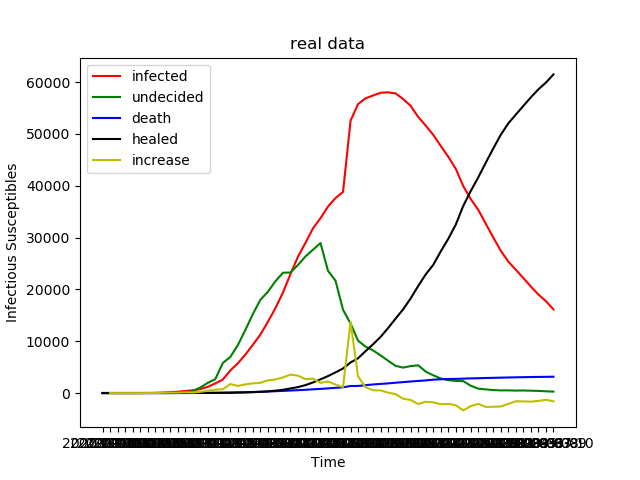 real data
infected
undecided
death
healed
increase
60000
50000
40000
30000
20000
10000
0
Infectious Susceptibles
Time